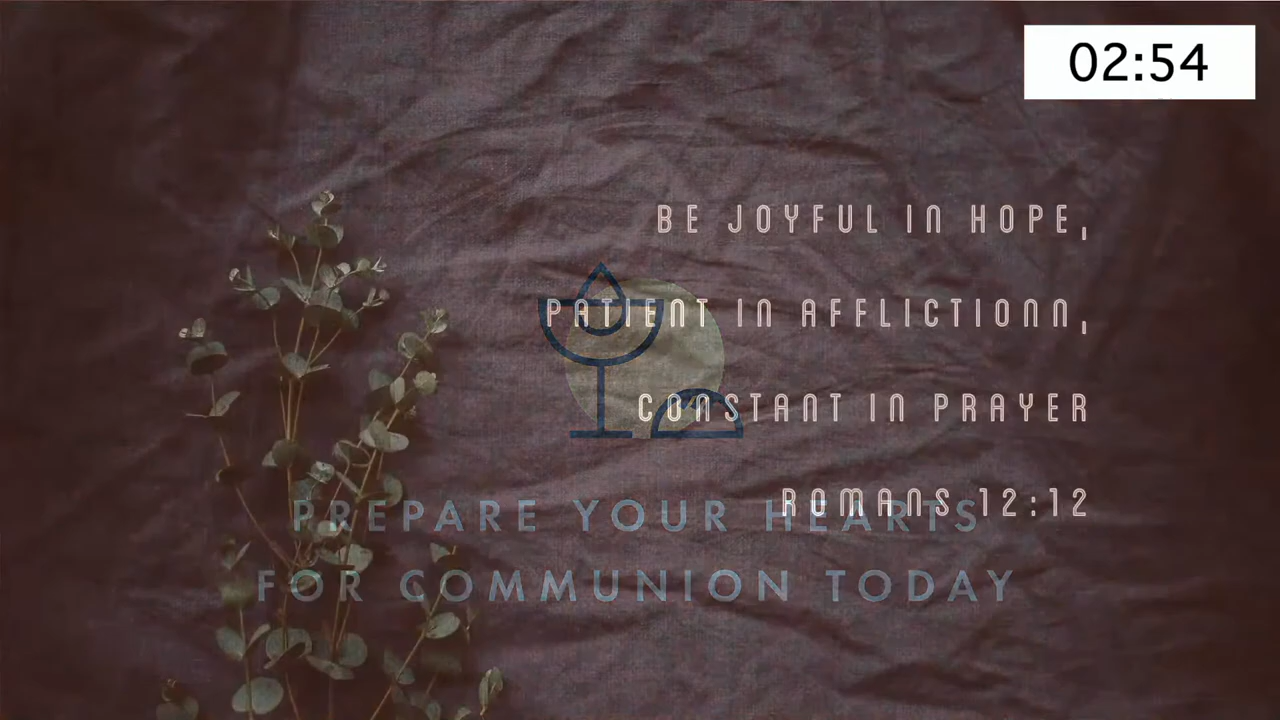 02:54
BE JOYFUL IN HOPE,
PATIENT IN AFFLICTIONN,
CONSTANT IN PRAYER
ROMANS 12:12
PREPARE YOUR HEARTS
FOR COMMUNION TODAY